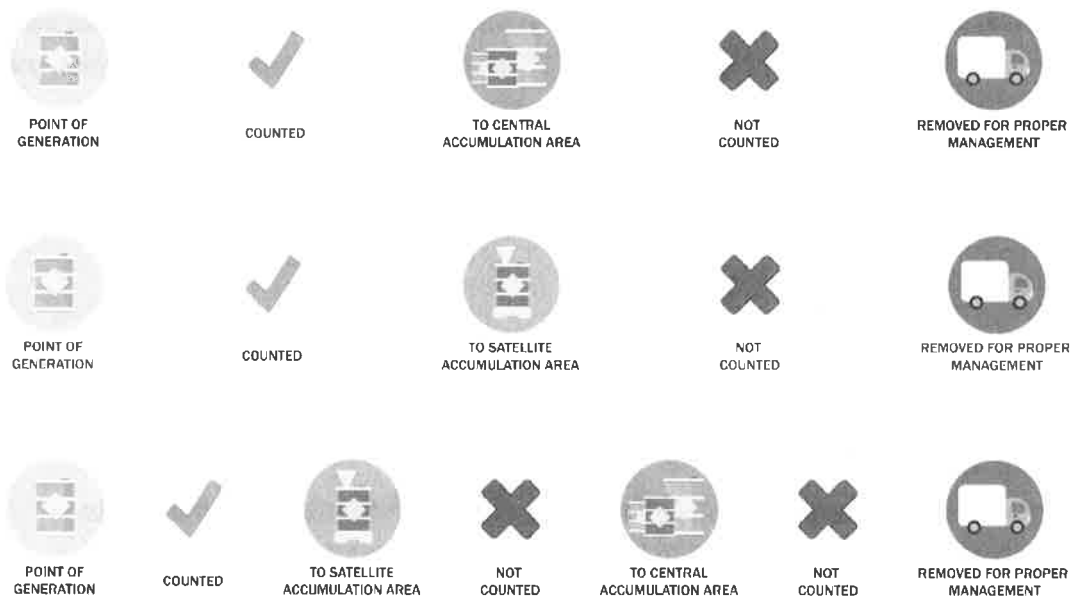 POINT OF
GENERATION
COUNTED
TO CENTRAL
ACCUMULATION AREA
NOT
COUNTED
REMOVED FOR PROPER
MANAGEMENT
POINT OF
GENERATION
COUNTED
TO SATELLITE
ACCUMULATION AREA
NOT
COUNTED
REMOVED FOR PROPER
MANAGEMENT
POINT OF
GENERATION
COUNTED
TO SATELLITE
ACCUMULATION AREA
NOT
COUNTED
TO CENTRAL
ACCUMULATION AREA
NOT
COUNTED
REMOVED FOR PROPER
MANAGEMENT